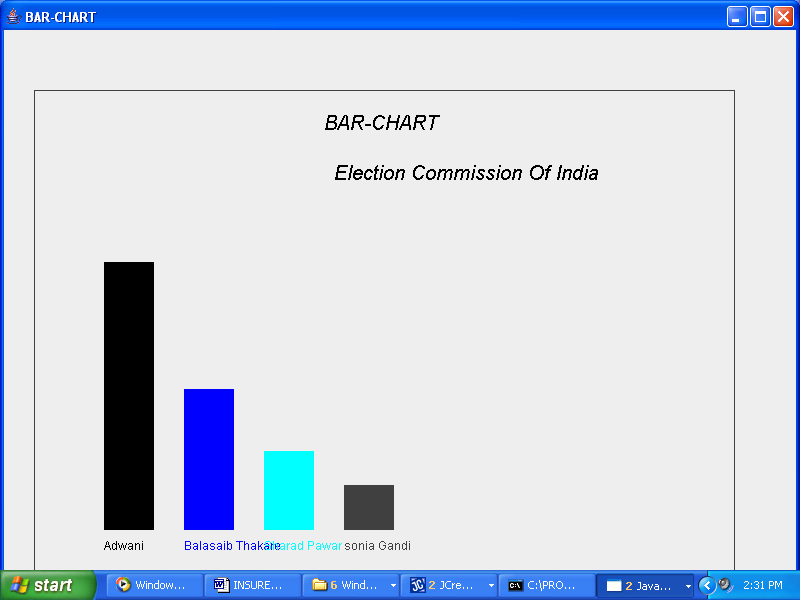 BAR-CHART
BAR-CHART
Election Commission Of India
Adwani Balasaib Thakare Sharad Pawar sonia Gandi
start Window... INSURE... 6 Wind... 2 JCre... C:\PRO... 2 Java... 2:31 PM